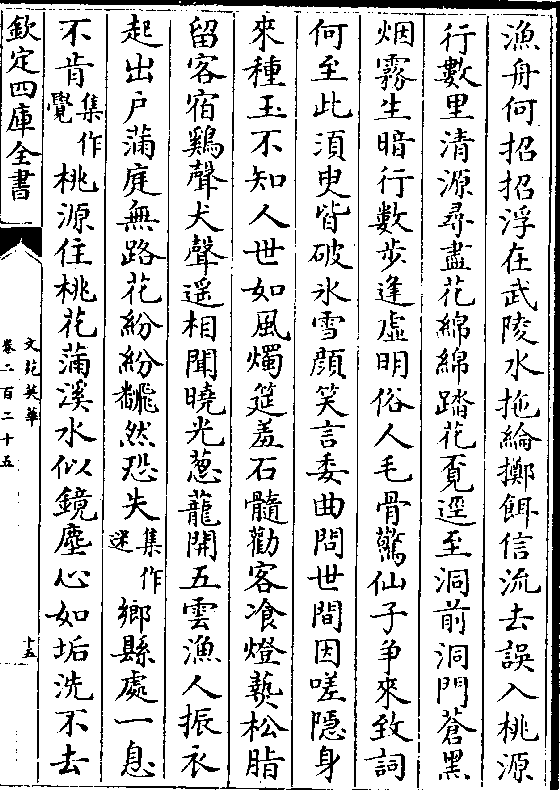 漁舟何招招浮在武陵水拖綸擲餌信流去誤入桃源
行數里清源尋盡花綿綿踏花覓逕至洞前洞門蒼黑
烟霧生暗行數步逢虛明俗人毛骨驚仙子争來致詞
何至此須臾皆破氷雪顔笑言委曲問世間因嗟隠身
來種玉不知人世如風燭筵羞石髓勸客飡燈爇松脂
留客宿鷄聲犬聲遥相聞曉光葱蘢開五雲漁人振衣
起出户滿庭無路花紛紛飜然恐失集作迷鄉縣處一息
不肯集作覺桃源住桃花滿溪水似鏡塵心如垢洗不去
欽定四庫全書
文苑英華
卷二百二十五
十五